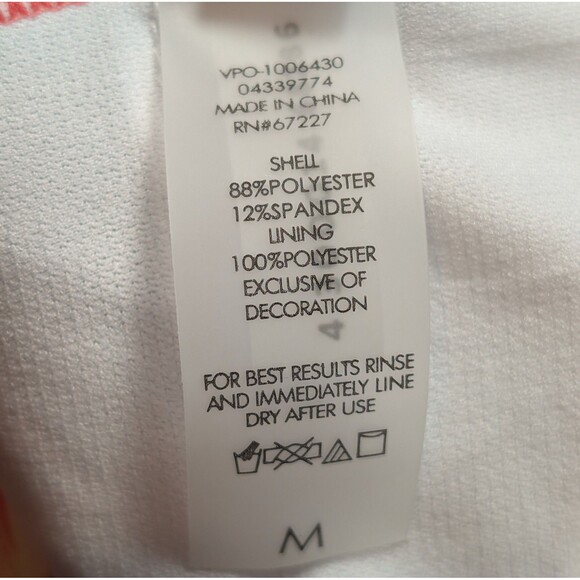 VPO-1006430
04339774
MADE IN CHINA
RN#67227
SHELL
88%POLYESTER
12%SPANDEX
LINING
100%POLYESTER
EXCLUSIVE OF
DECORATION
FOR BEST RESULTS RINSE
AND IMMEDIATELY LINE
DRY AFTER USE
M